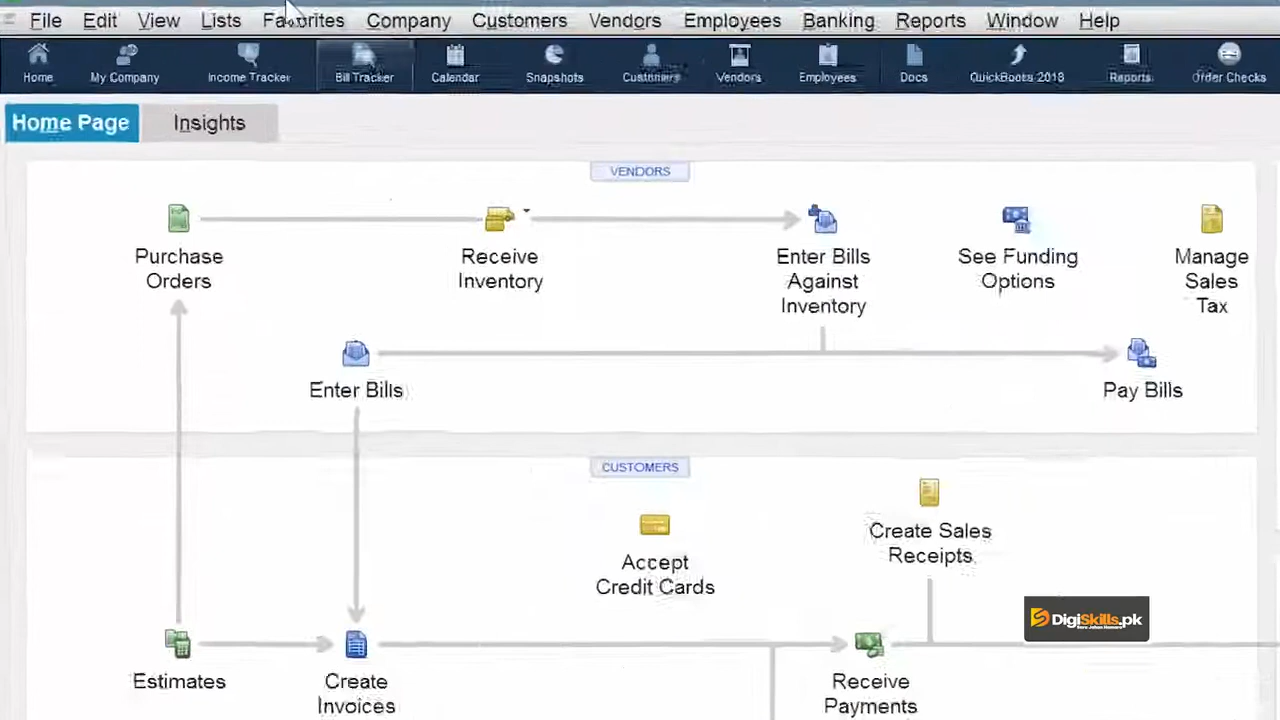 File Edit View Lists Favorites Company Customers Vendors Employees Banking Reports Window Help
Home My Company Income Tracker Bill Tracker Calendar Snapshots Customers Vendors Employees Docs QuickBooks 2018 Reports Order Checks
Home Page Insights
VENDORS
Purchase
Orders
Receive
Inventory
Enter Bills
Against
Inventory
See Funding
Options
Manage
Sales
Tax
Enter Bills
Pay Bills
CUSTOMERS
Create Sales
Receipts
Accept
Credit Cards
DigiSkills.pk
Estimates
Create
Invoices
Receive
Payments